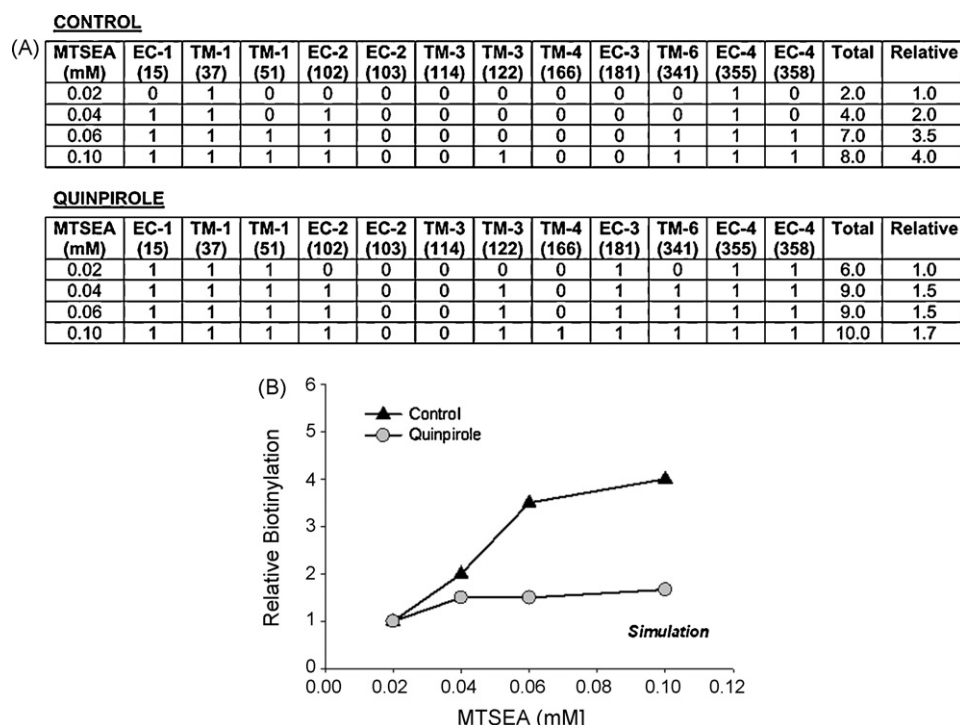 CONTROL
(A)
MTSEA EC-1 TM-1 TM-1 EC-2 EC-2 TM-3 TM-3 TM-4 EC-3 TM-6 EC-4 EC-4 Total Relative
(mM) (15) (37) (51) (102) (103) (114) (122) (166) (181) (341) (355) (358)
0.02 0 1 0 0 0 0 0 0 0 0 1 0 2.0 1.0
0.04 1 1 0 1 0 0 0 0 0 0 1 0 4.0 2.0
0.06 1 1 1 1 0 0 0 0 0 1 1 1 7.0 3.5
0.10 1 1 1 1 0 0 1 0 0 1 1 1 8.0 4.0
QUINPIROLE
MTSEA EC-1 TM-1 TM-1 EC-2 EC-2 TM-3 TM-3 TM-4 EC-3 TM-6 EC-4 EC-4 Total Relative
(mM) (15) (37) (51) (102) (103) (114) (122) (166) (181) (341) (355) (358)
0.02 1 1 1 0 0 0 0 0 1 0 1 1 6.0 1.0
0.04 1 1 1 1 0 0 1 0 1 1 1 1 9.0 1.5
0.06 1 1 1 1 0 0 1 0 1 1 1 1 9.0 1.5
0.10 1 1 1 1 0 0 1 1 1 1 1 1 10.0 1.7
(B)
6
5
4
3
2
1
0
Relative Biotinylation
Control
Quinpirole
Simulation
0.00 0.02 0.04 0.06 0.08 0.10 0.12
MTSEA (mM]